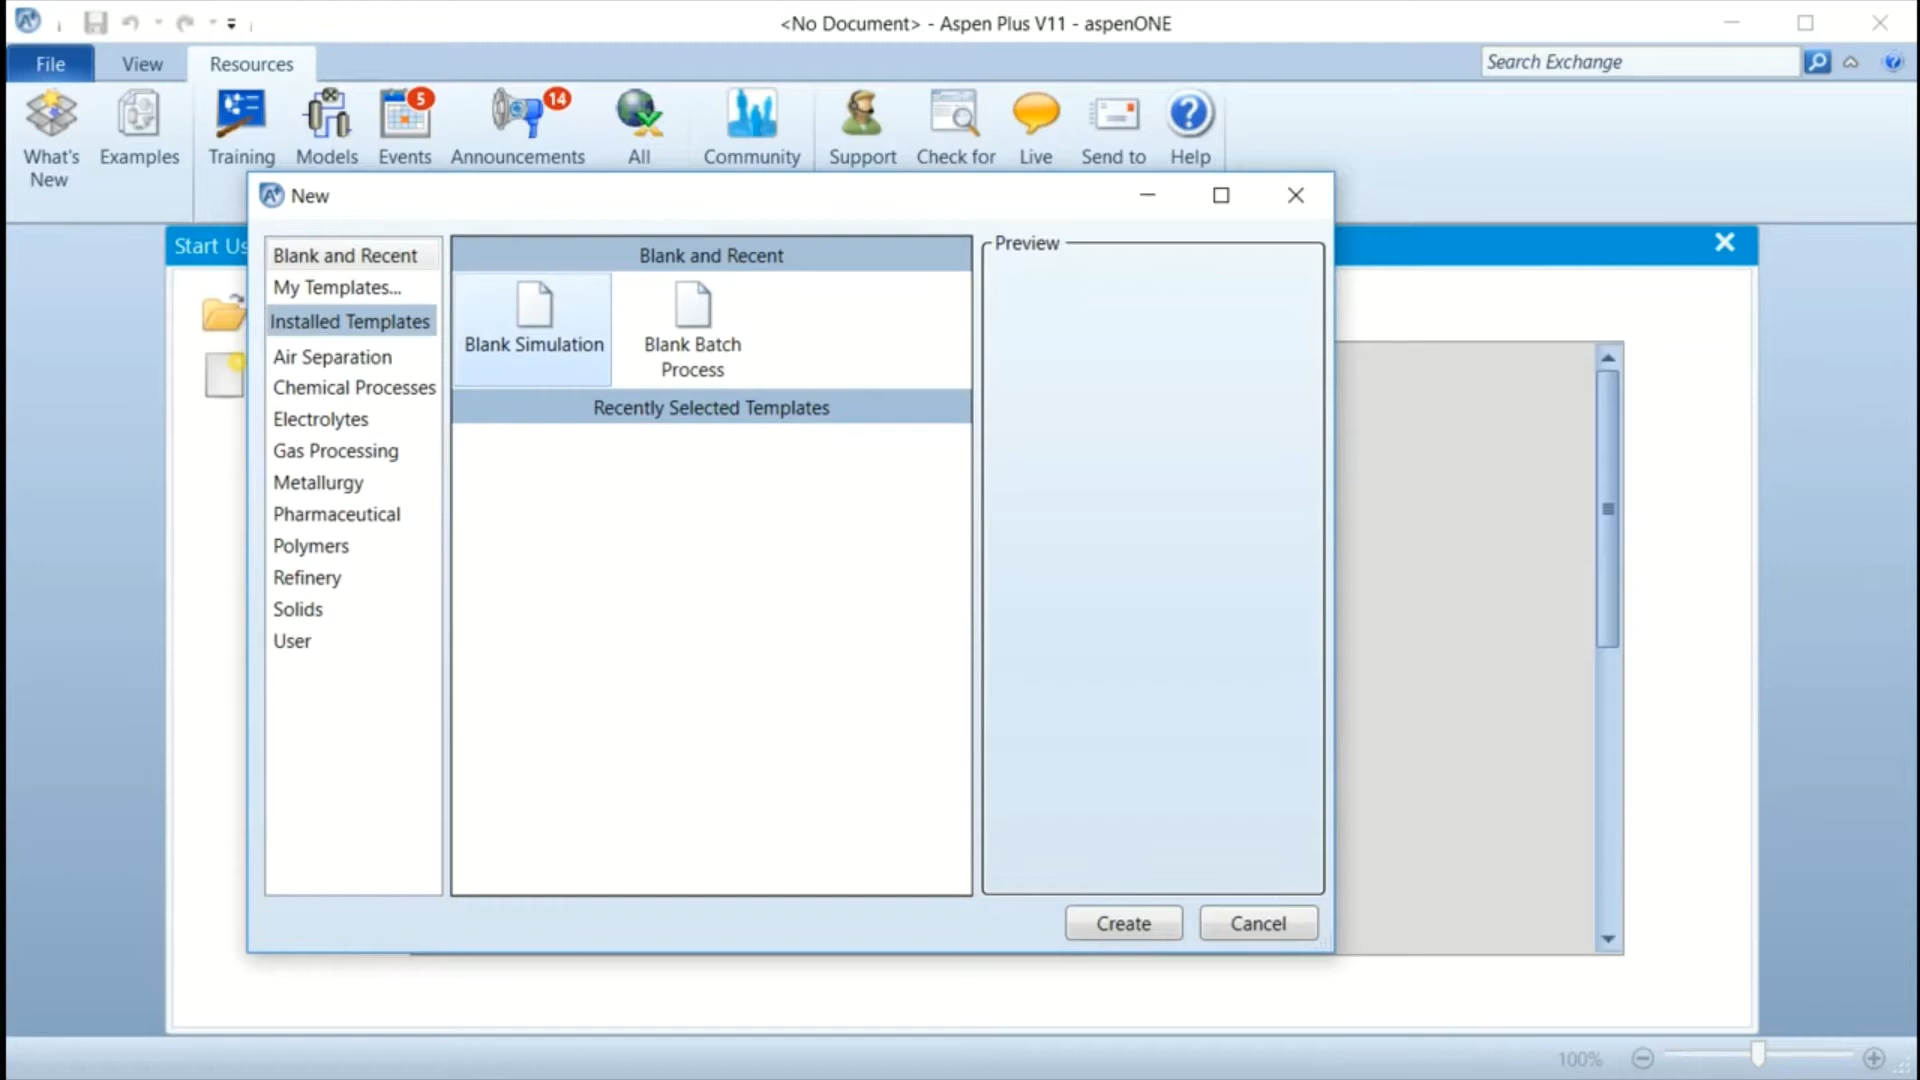 <No Document> - Aspen Plus V11 - aspenONE
File
View
Resources
Search Exchange
What's New
Examples
Training
Models
5
Events
14
Announcements
All
Community
Support
Check for
Live
Send to
Help
New
Start Us
Blank and Recent
My Templates...
Installed Templates
Air Separation
Chemical Processes
Electrolytes
Gas Processing
Metallurgy
Pharmaceutical
Polymers
Refinery
Solids
User
Blank and Recent
Blank Simulation
Blank Batch
Process
Recently Selected Templates
Preview
Create
Cancel
100%